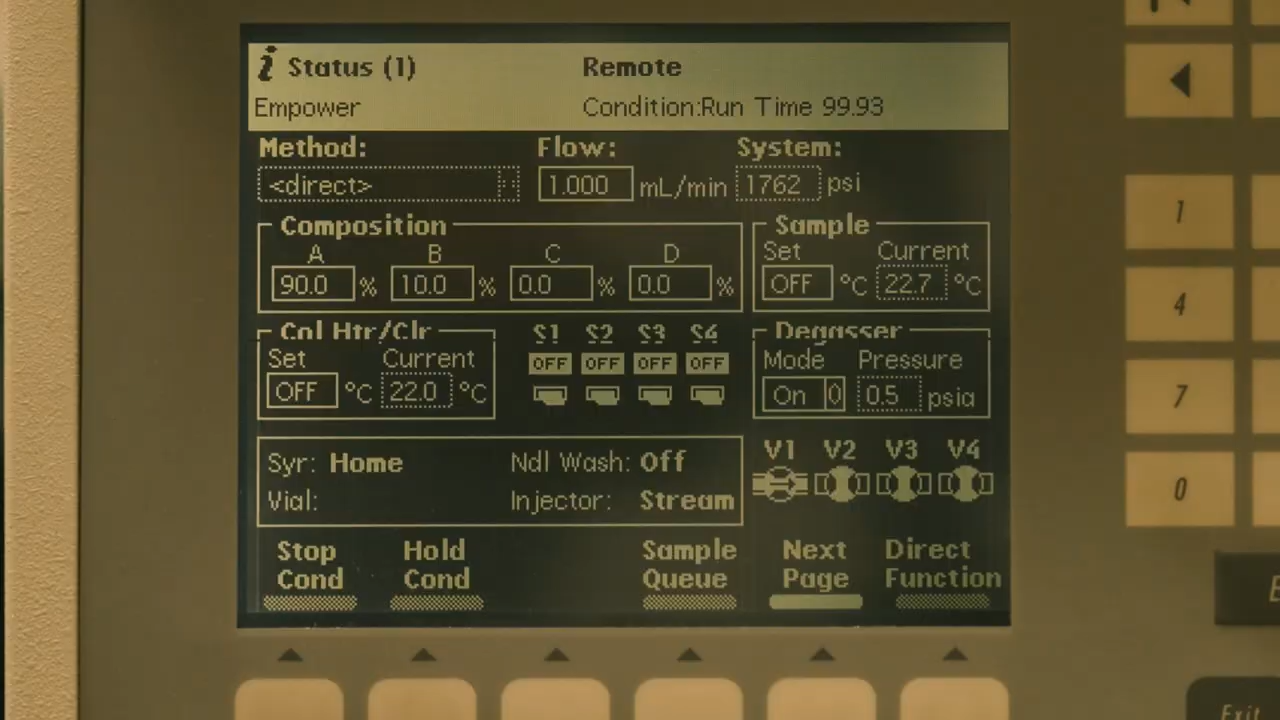 i Status (1) Remote
Empower Condition:Run Time 99.93
Method: Flow: System:
<direct> 1.000 mL/min 1762 psi
Composition Sample
A B C D Set Current
90.0 % 10.0 % 0.0 % 0.0 % OFF °C 22.7 °C
Col Htr/Clr S1 S2 S3 S4 Degasser
Set Current OFF OFF OFF OFF Mode Pressure
OFF °C 22.0 °C On 0 0.5 psia
V1 V2 V3 V4
Syr: Home Ndl Wash: Off
Vial: Injector: Stream
Stop Cond
Hold Cond
Sample Queue
Next Page
Direct Function
1
4
7
0
Exit